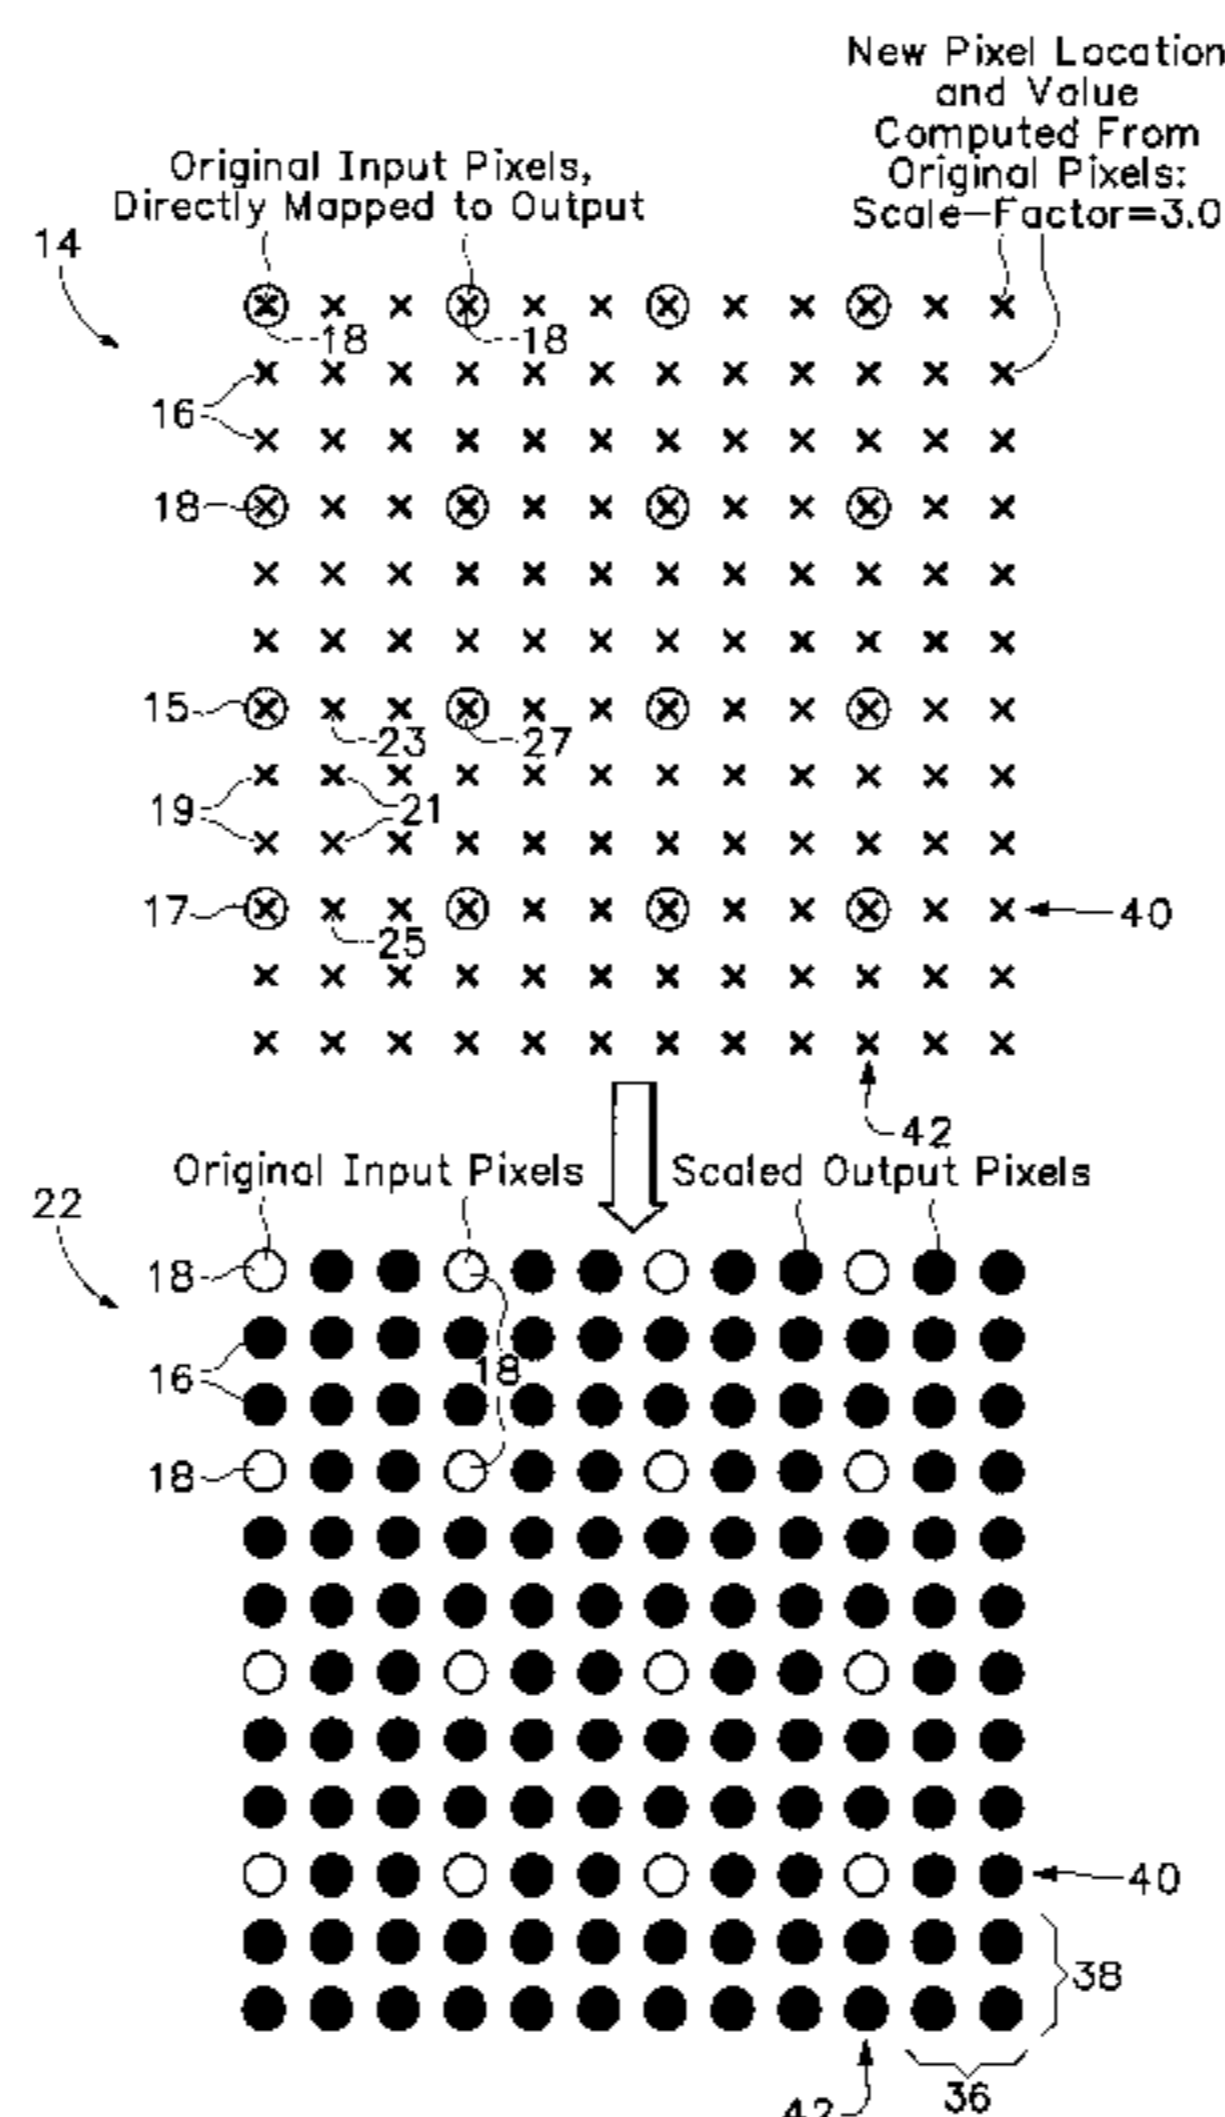 New Pixel Location
and Value
Computed From
Original Pixels:
Scale-Factor=3.0
Original Input Pixels,
Directly Mapped to Output
14
18
18
16
18
15
23
27
19
21
17
40
25
42
Original Input Pixels
Scaled Output Pixels
22
18
16
18
18
40
38
36
42